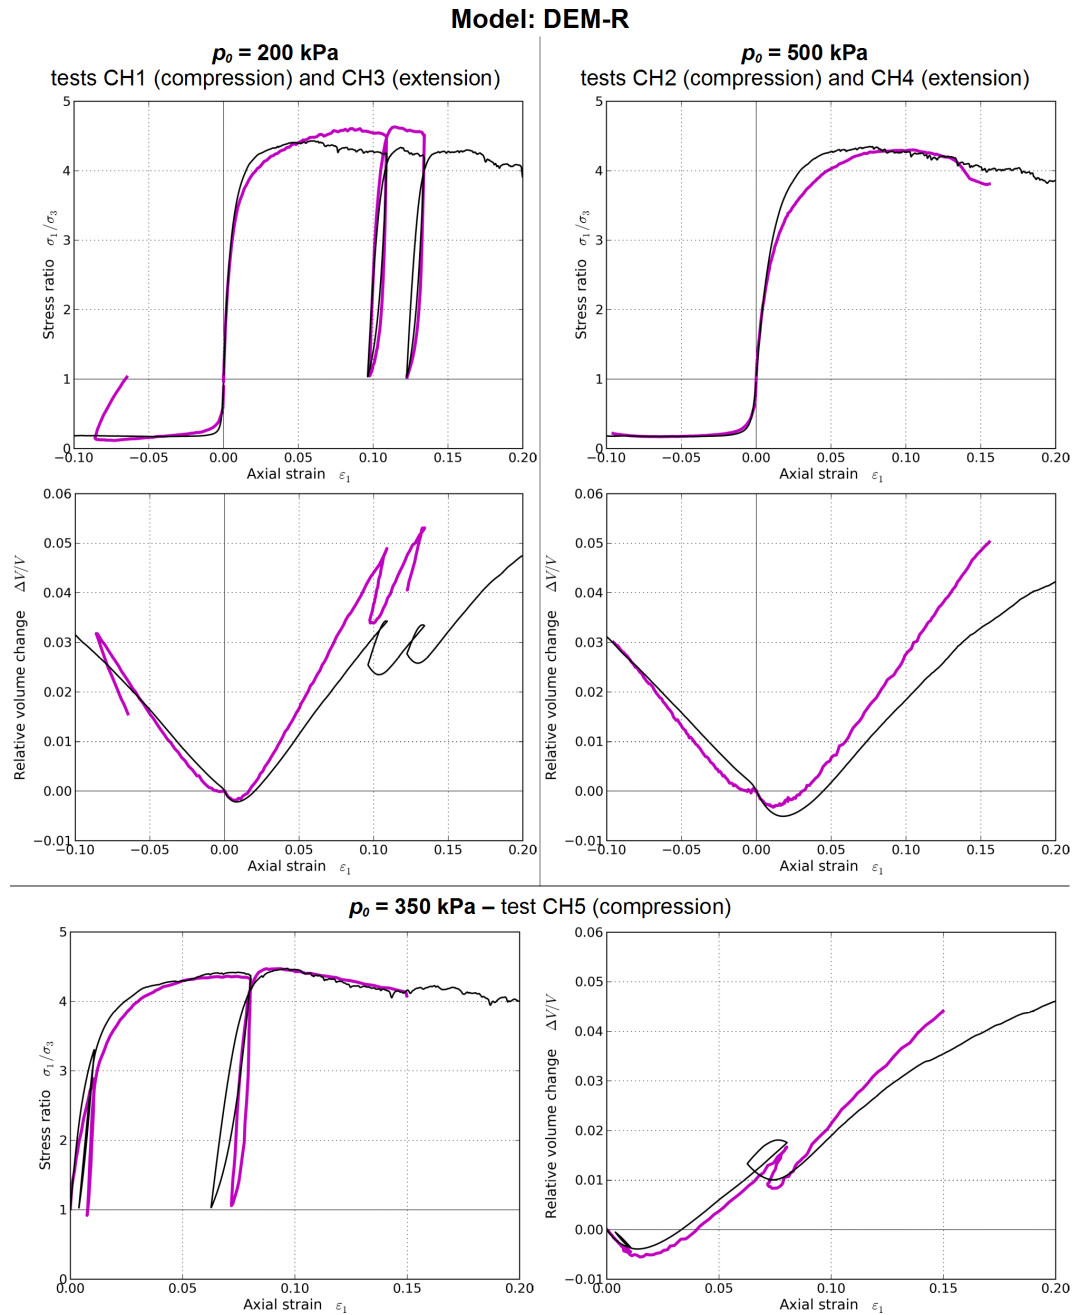 Model: DEM-R
p₀ = 200 kPa
tests CH1 (compression) and CH3 (extension)
5
4
3
2
1
0
Stress ratio σ₁/σ₃
−0.10 −0.05 0.00 0.05 0.10 0.15 0.20
Axial strain ε₁
0.06
0.05
0.04
0.03
0.02
0.01
0.00
−0.01
Relative volume change ΔV/V
−0.10 −0.05 0.00 0.05 0.10 0.15 0.20
Axial strain ε₁
p₀ = 500 kPa
tests CH2 (compression) and CH4 (extension)
5
4
3
2
1
0
Stress ratio σ₁/σ₃
−0.10 −0.05 0.00 0.05 0.10 0.15 0.20
Axial strain ε₁
0.06
0.05
0.04
0.03
0.02
0.01
0.00
−0.01
Relative volume change ΔV/V
−0.10 −0.05 0.00 0.05 0.10 0.15 0.20
Axial strain ε₁
p₀ = 350 kPa – test CH5 (compression)
5
4
3
2
1
0
Stress ratio σ₁/σ₃
0.00 0.05 0.10 0.15 0.20
Axial strain ε₁
0.06
0.05
0.04
0.03
0.02
0.01
0.00
−0.01
Relative volume change ΔV/V
0.00 0.05 0.10 0.15 0.20
Axial strain ε₁